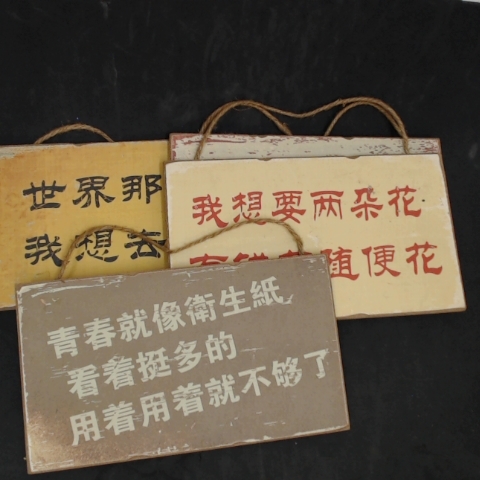 世界那
我想去
我想要两朵花
随便花
青春就像衛生紙
看着挺多的
用着用着就不够了